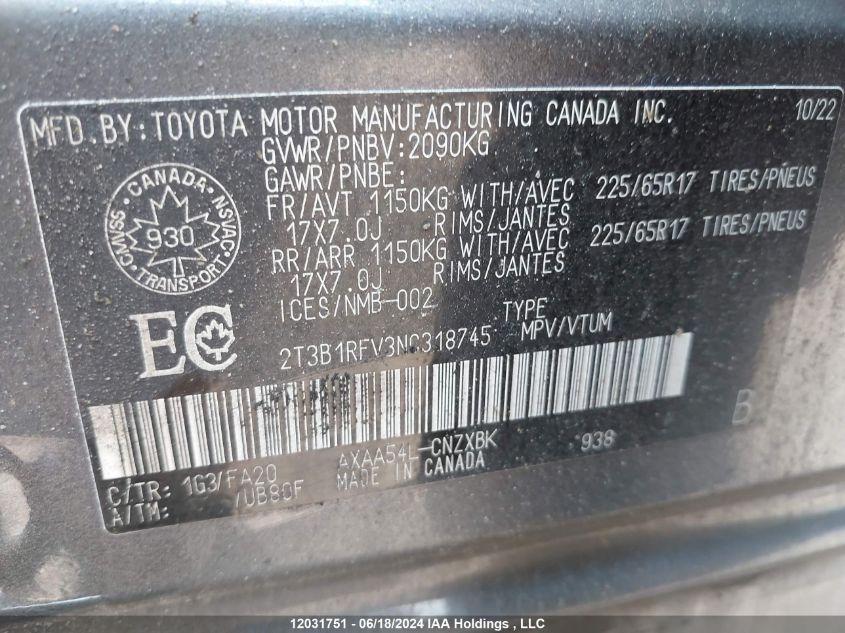 MFD. BY: TOYOTA MOTOR MANUFACTURING CANADA INC. 10/22
GVWR/PNBV: 2090KG
GAWR/PNBE:
FR/AVT 1150KG WITH/AVEC 225/65R17 TIRES/PNEUS
17X7.0J RIMS/JANTES
RR/ARR 1150KG WITH/AVEC 225/65R17 TIRES/PNEUS
17X7.0J RIMS/JANTES
ICES/NMB-002
CANADA
CSSMVSS NSVAC
930
TRANSPORT
EC
TYPE
2T3B1RFV3NC318745 MPV/VTUM
B
AXAA54L-CNZXBK 938
C/TR: 1G3/FA20 MADE IN CANADA
A/TM: /UB80F
12031751 - 06/18/2024 IAA Holdings , LLC